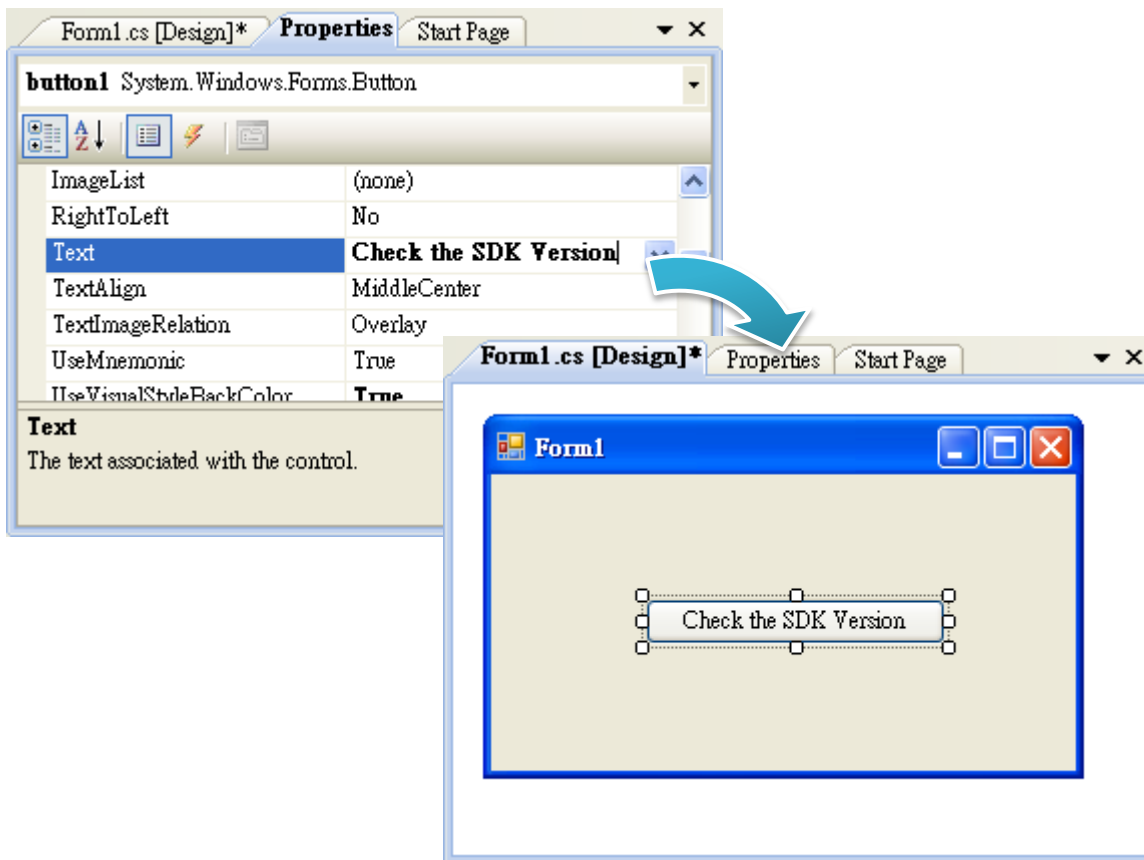 Form1.cs [Design]* Properties Start Page
button1 System.Windows.Forms.Button
ImageList (none)
RightToLeft No
Text Check the SDK Version
TextAlign MiddleCenter
TextImageRelation Overlay
UseMnemonic True
UseVisualStyleBackColor True
Text
The text associated with the control.
Form1.cs [Design]* Properties Start Page
Form1
Check the SDK Version